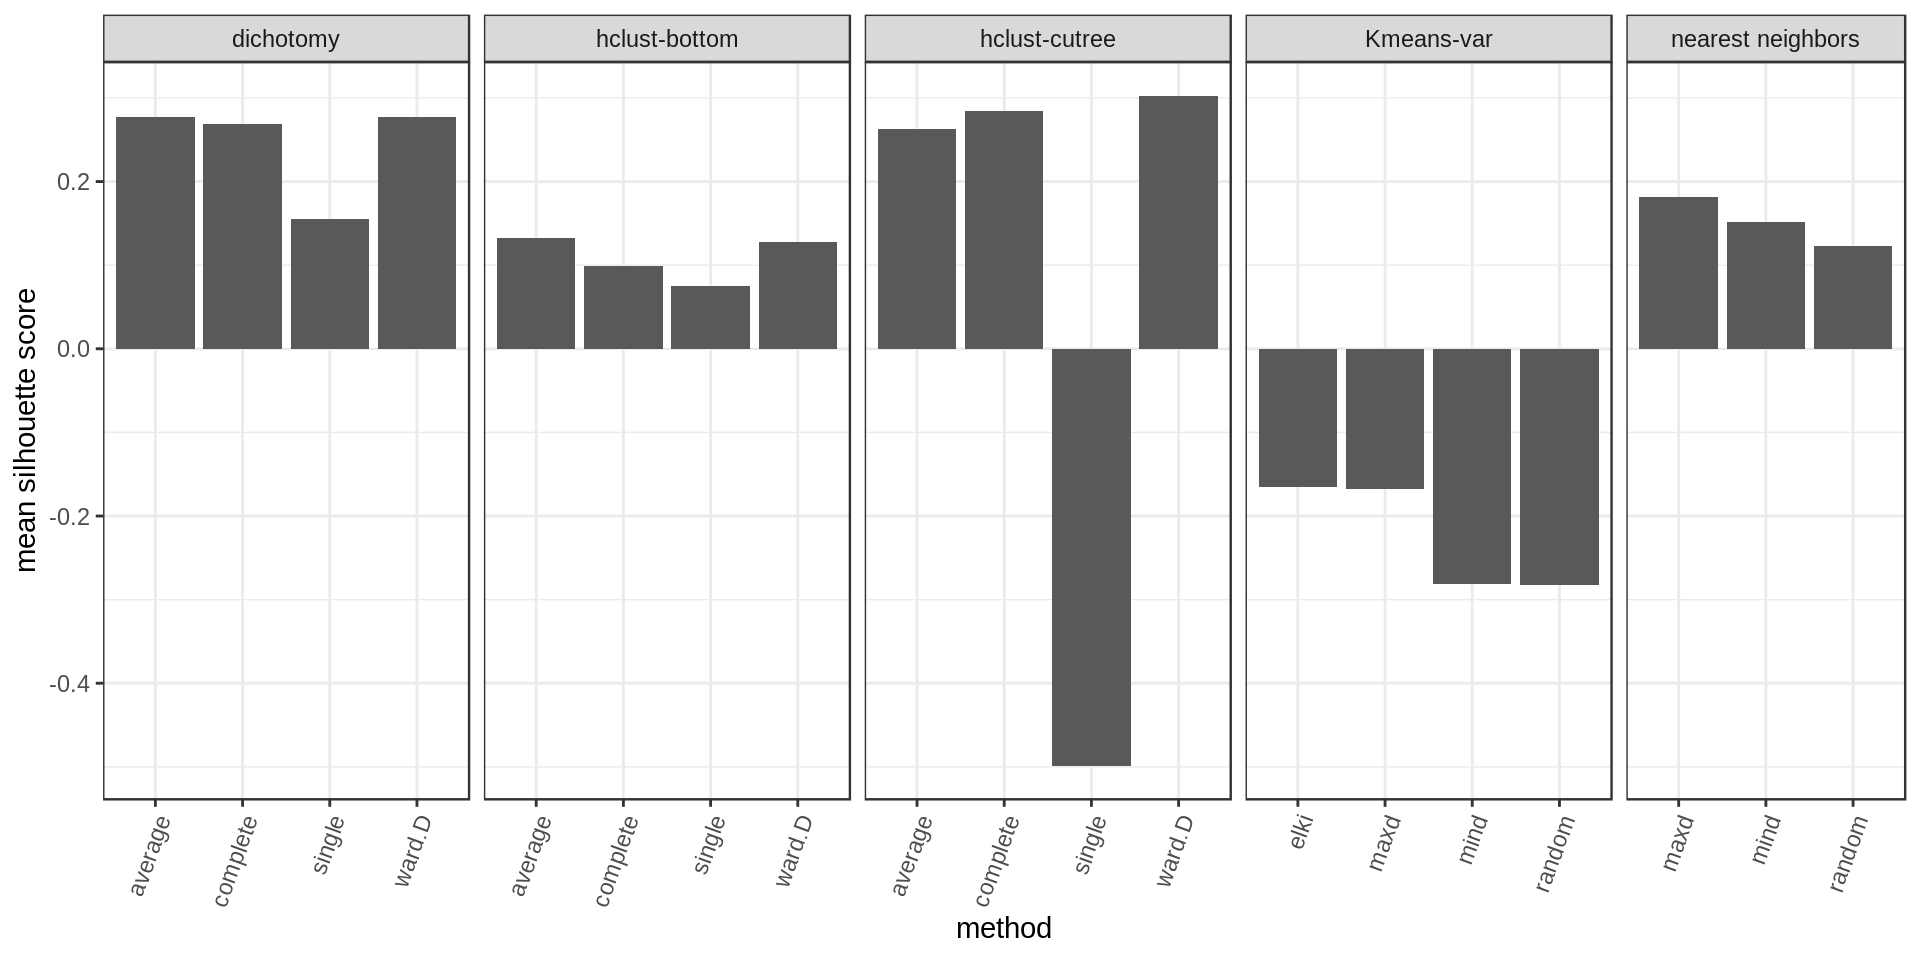 dichotomy
hclust-bottom
hclust-cutree
Kmeans-var
nearest neighbors
mean silhouette score
0.2
0.0
-0.2
-0.4
average
complete
single
ward.D
average
complete
single
ward.D
average
complete
single
ward.D
elki
maxd
mind
random
maxd
mind
random
method